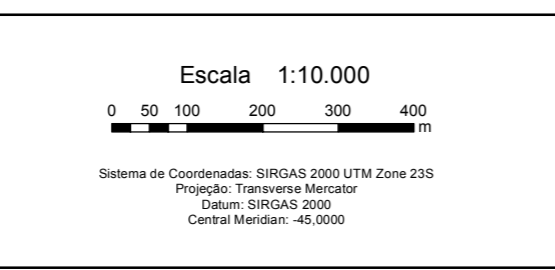 Escala 1:10.000
0 50 100 200 300 400
m
Sistema de Coordenadas: SIRGAS 2000 UTM Zone 23S
Projeção: Transverse Mercator
Datum: SIRGAS 2000
Central Meridian: -45,0000